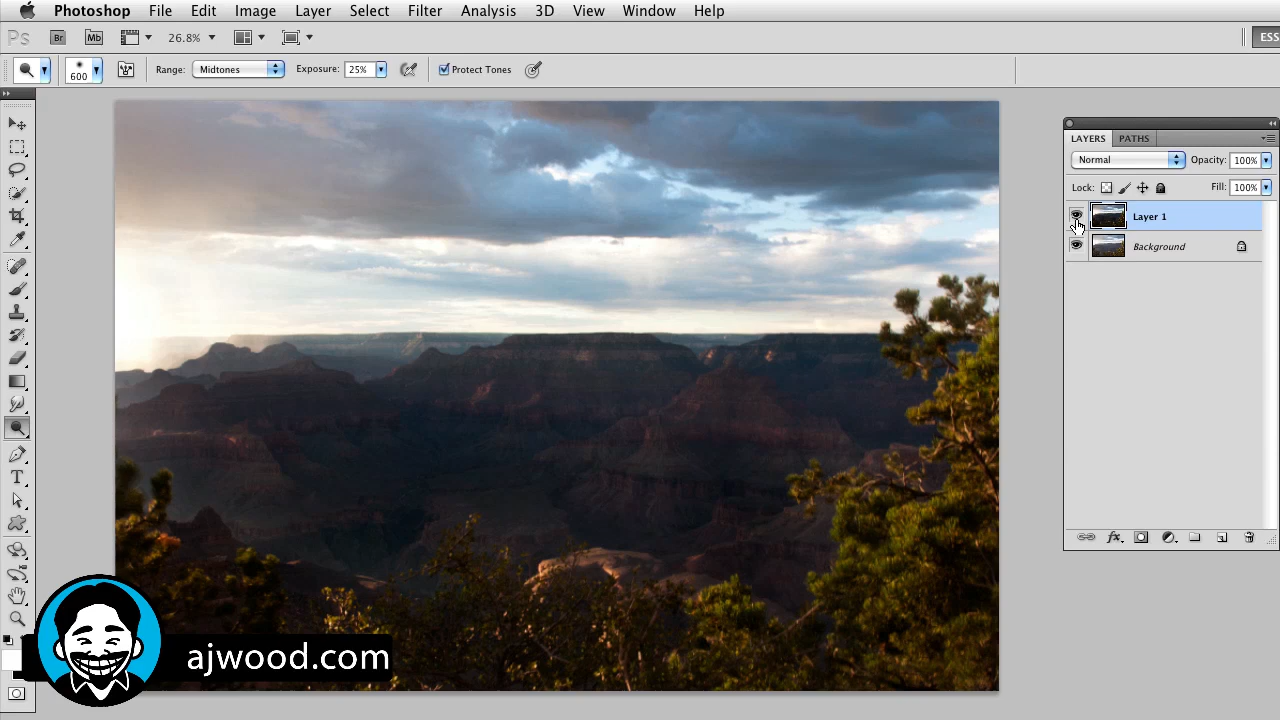 Photoshop File Edit Image Layer Select Filter Analysis 3D View Window Help
Ps Br Mb 26.8% ESS
600 Range: Midtones Exposure: 25% Protect Tones
LAYERS PATHS
Normal Opacity: 100%
Lock: Fill: 100%
Layer 1
Background
fx
T
ajwood.com